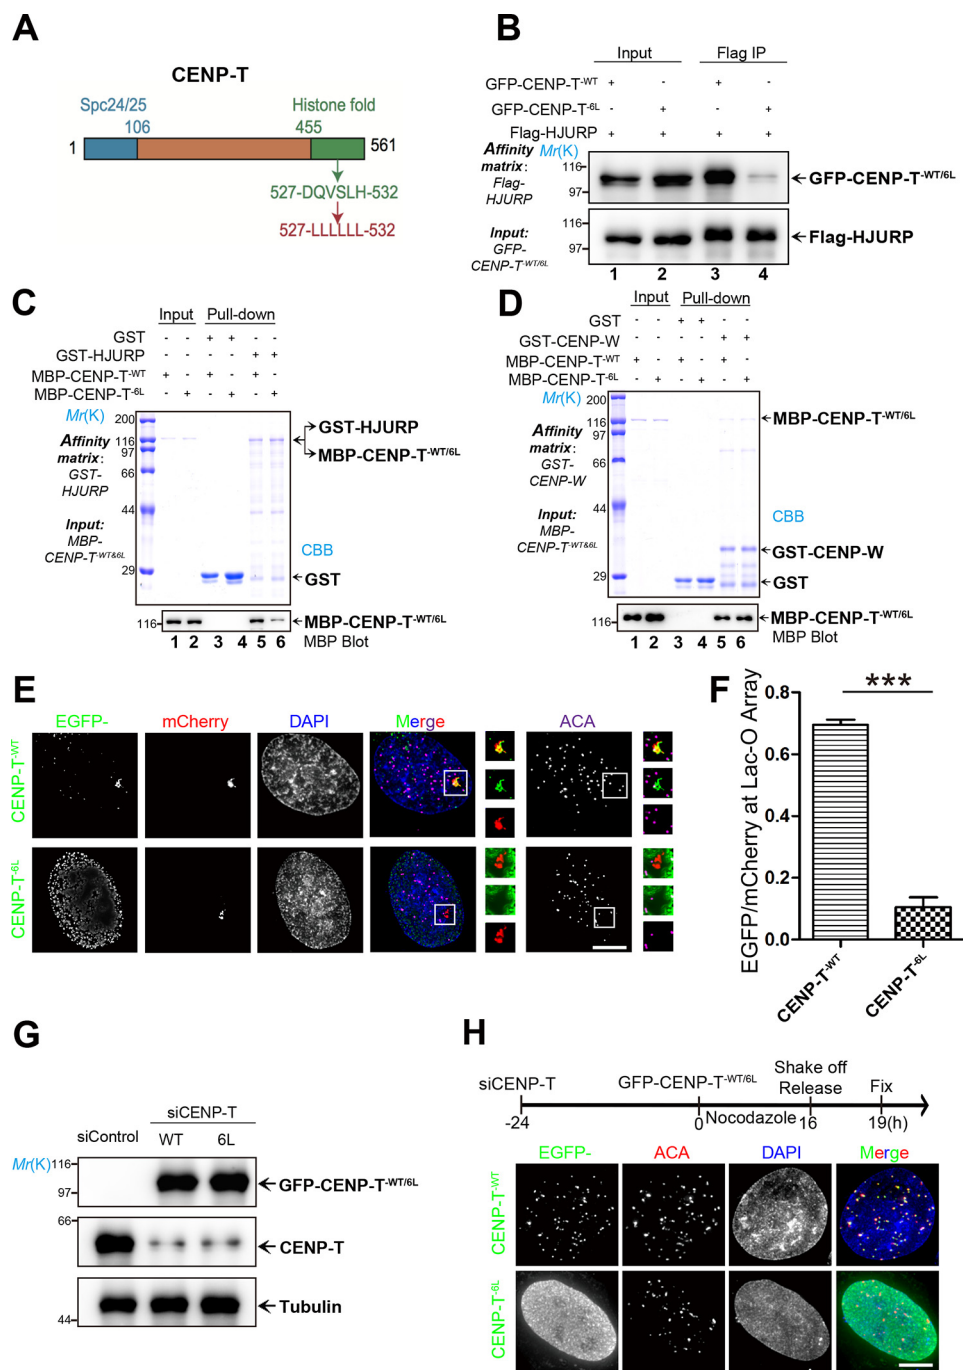 A
CENP-T
Spc24/25
Histone fold
106
455
1
561
527-DQVSLH-532
527-LLLLLL-532
B
Input
Flag IP
GFP-CENP-T-WT
+ - + -
GFP-CENP-T-6L
- + - +
Flag-HJURP
+ + + +
Affinity matrix:
Flag-
HJURP
Mr(K)
116
97
GFP-CENP-T-WT/6L
Input:
GFP-
CENP-T-WT/6L
116
97
Flag-HJURP
1 2 3 4
C
Input
Pull-down
GST
- - + + - -
GST-HJURP
- - - - + +
MBP-CENP-T-WT
+ - + - + -
MBP-CENP-T-6L
- + - + - +
Mr(K)
200
116
97
66
44
29
Affinity
matrix:
GST-
HJURP
Input:
MBP-
CENP-T-WT&6L
GST-HJURP
MBP-CENP-T-WT/6L
CBB
GST
116
MBP-CENP-T-WT/6L
1 2 3 4 5 6
MBP Blot
D
Input
Pull-down
GST
- - + + - -
GST-CENP-W
- - - - + +
MBP-CENP-T-WT
+ - + - + -
MBP-CENP-T-6L
- + - + - +
Mr(K)
200
116
97
66
44
29
Affinity
matrix:
GST-
CENP-W
Input:
MBP-
CENP-T-WT&6L
MBP-CENP-T-WT/6L
CBB
GST-CENP-W
GST
116
MBP-CENP-T-WT/6L
1 2 3 4 5 6
MBP Blot
E
EGFP-
mCherry
DAPI
Merge
ACA
CENP-T-WT
CENP-T-6L
F
EGFP/mCherry at Lac-O Array
0.8
0.6
0.4
0.2
0.0
***
CENP-T-WT
CENP-T-6L
G
siCENP-T
siControl
WT
6L
Mr(K)
116
97
GFP-CENP-T-WT/6L
66
CENP-T
44
Tubulin
H
siCENP-T
GFP-CENP-T-WT/6L
Shake off
Release
Fix
-24
0
Nocodazole
16
19(h)
EGFP-
ACA
DAPI
Merge
CENP-T-WT
CENP-T-6L